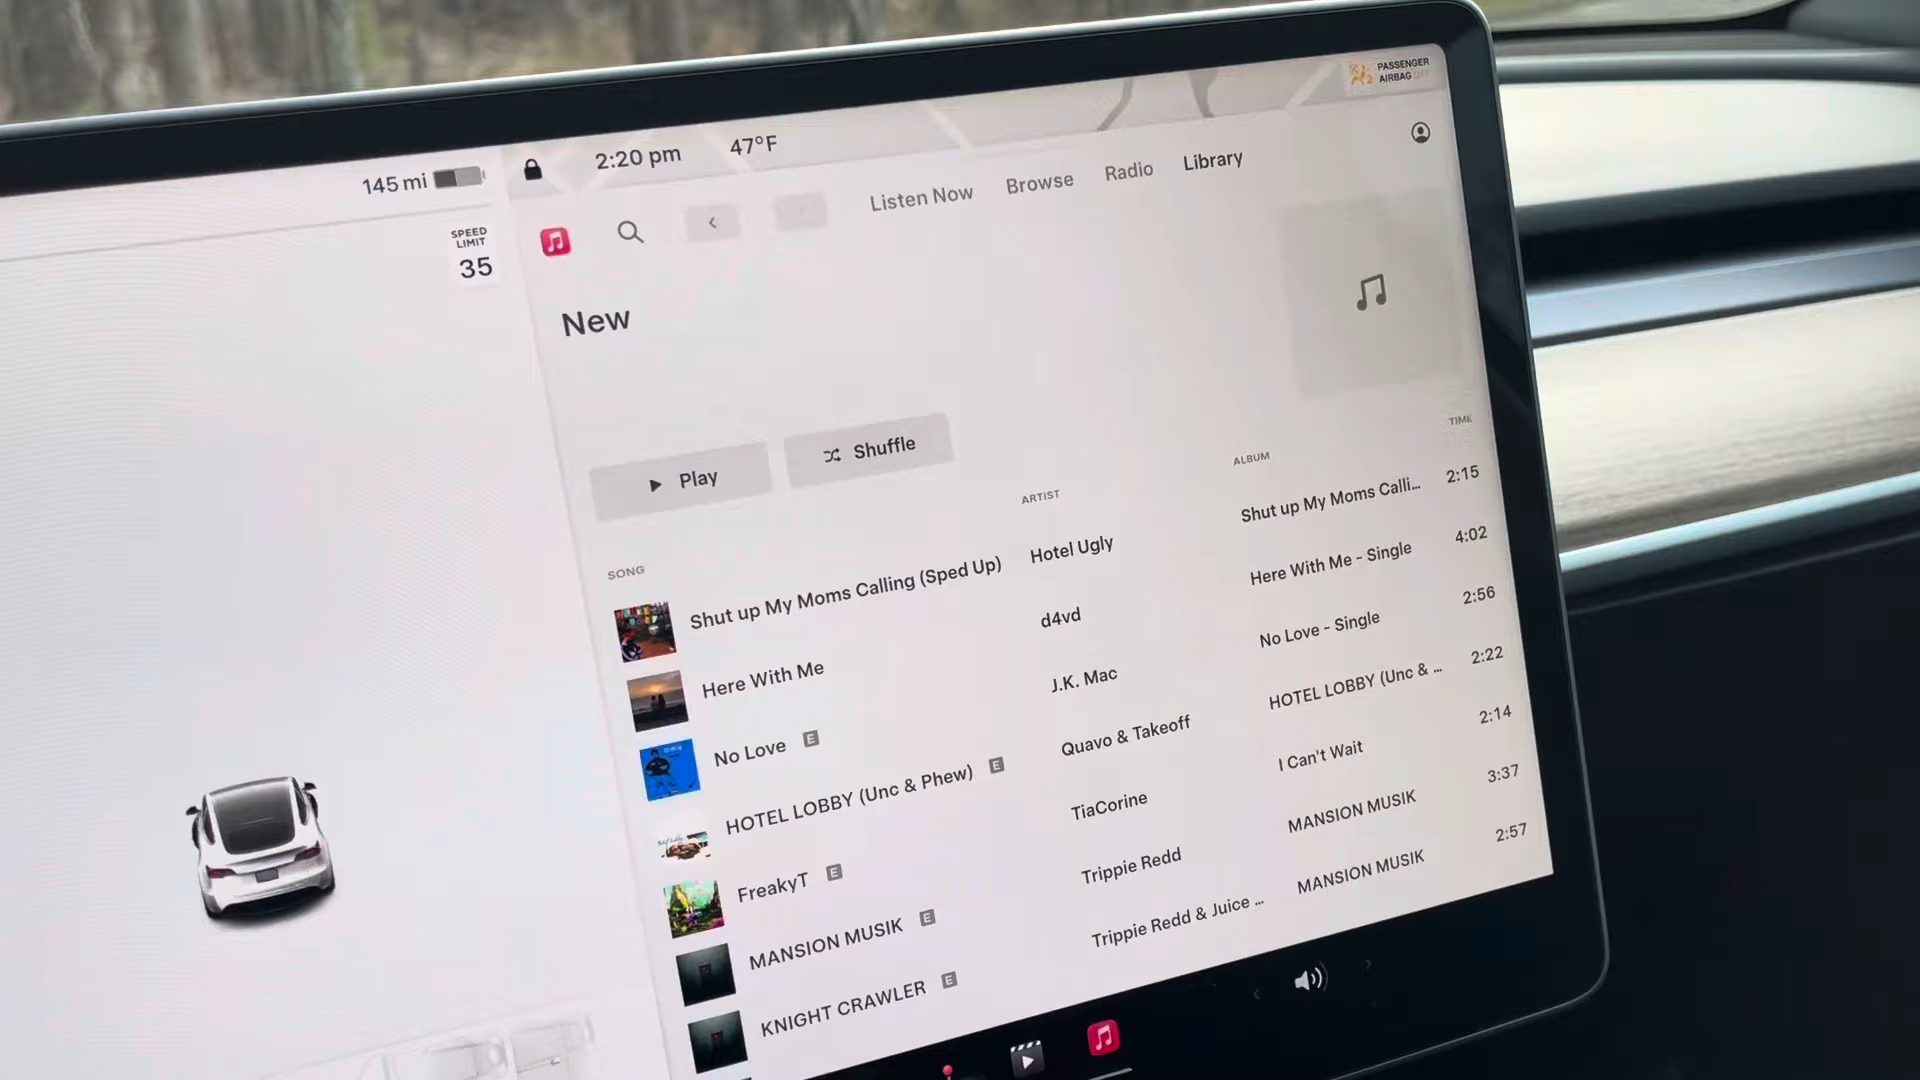 PASSENGER
AIRBAG OFF
145 mi
2:20 pm
47°F
SPEED
LIMIT
35
Listen Now
Browse
Radio
Library
New
Play
Shuffle
SONG
ARTIST
ALBUM
TIME
Shut up My Moms Calling (Sped Up) Hotel Ugly Shut up My Moms Calli... 2:15
Here With Me d4vd Here With Me - Single 4:02
No Love E J.K. Mac No Love - Single 2:56
HOTEL LOBBY (Unc & Phew) E Quavo & Takeoff HOTEL LOBBY (Unc & ... 2:22
FreakyT E TiaCorine I Can't Wait 2:14
MANSION MUSIK E Trippie Redd MANSION MUSIK 3:37
KNIGHT CRAWLER E Trippie Redd & Juice ... MANSION MUSIK 2:57